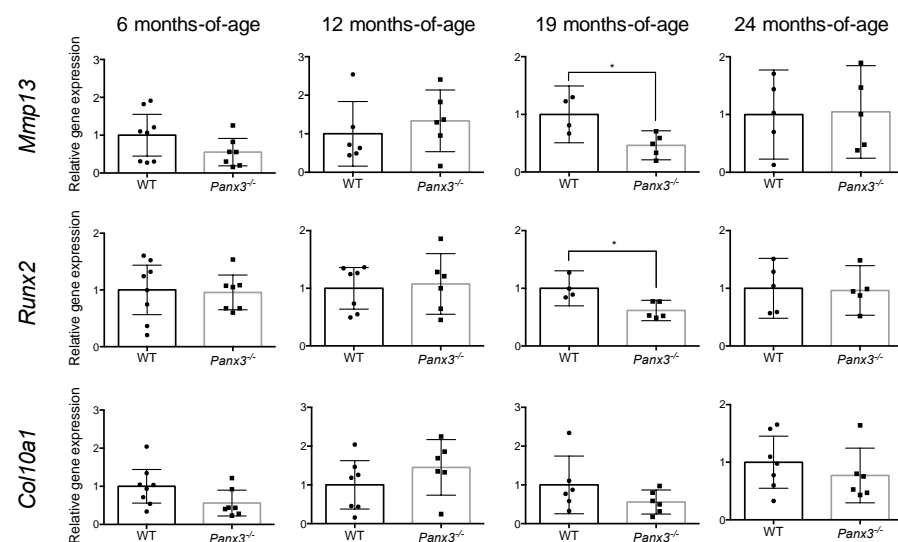 6 months-of-age 12 months-of-age 19 months-of-age 24 months-of-age
Mmp13
Relative gene expression
3
2
1
0
WT Panx3-/-
3
2
1
0
WT Panx3-/-
2
1
0
*
WT Panx3-/-
2
1
0
WT Panx3-/-
Runx2
Relative gene expression
2
1
0
WT Panx3-/-
2
1
0
WT Panx3-/-
2
1
0
*
WT Panx3-/-
2
1
0
WT Panx3-/-
Col10a1
Relative gene expression
3
2
1
0
WT Panx3-/-
3
2
1
0
WT Panx3-/-
3
2
1
0
WT Panx3-/-
2
1
0
WT Panx3-/-